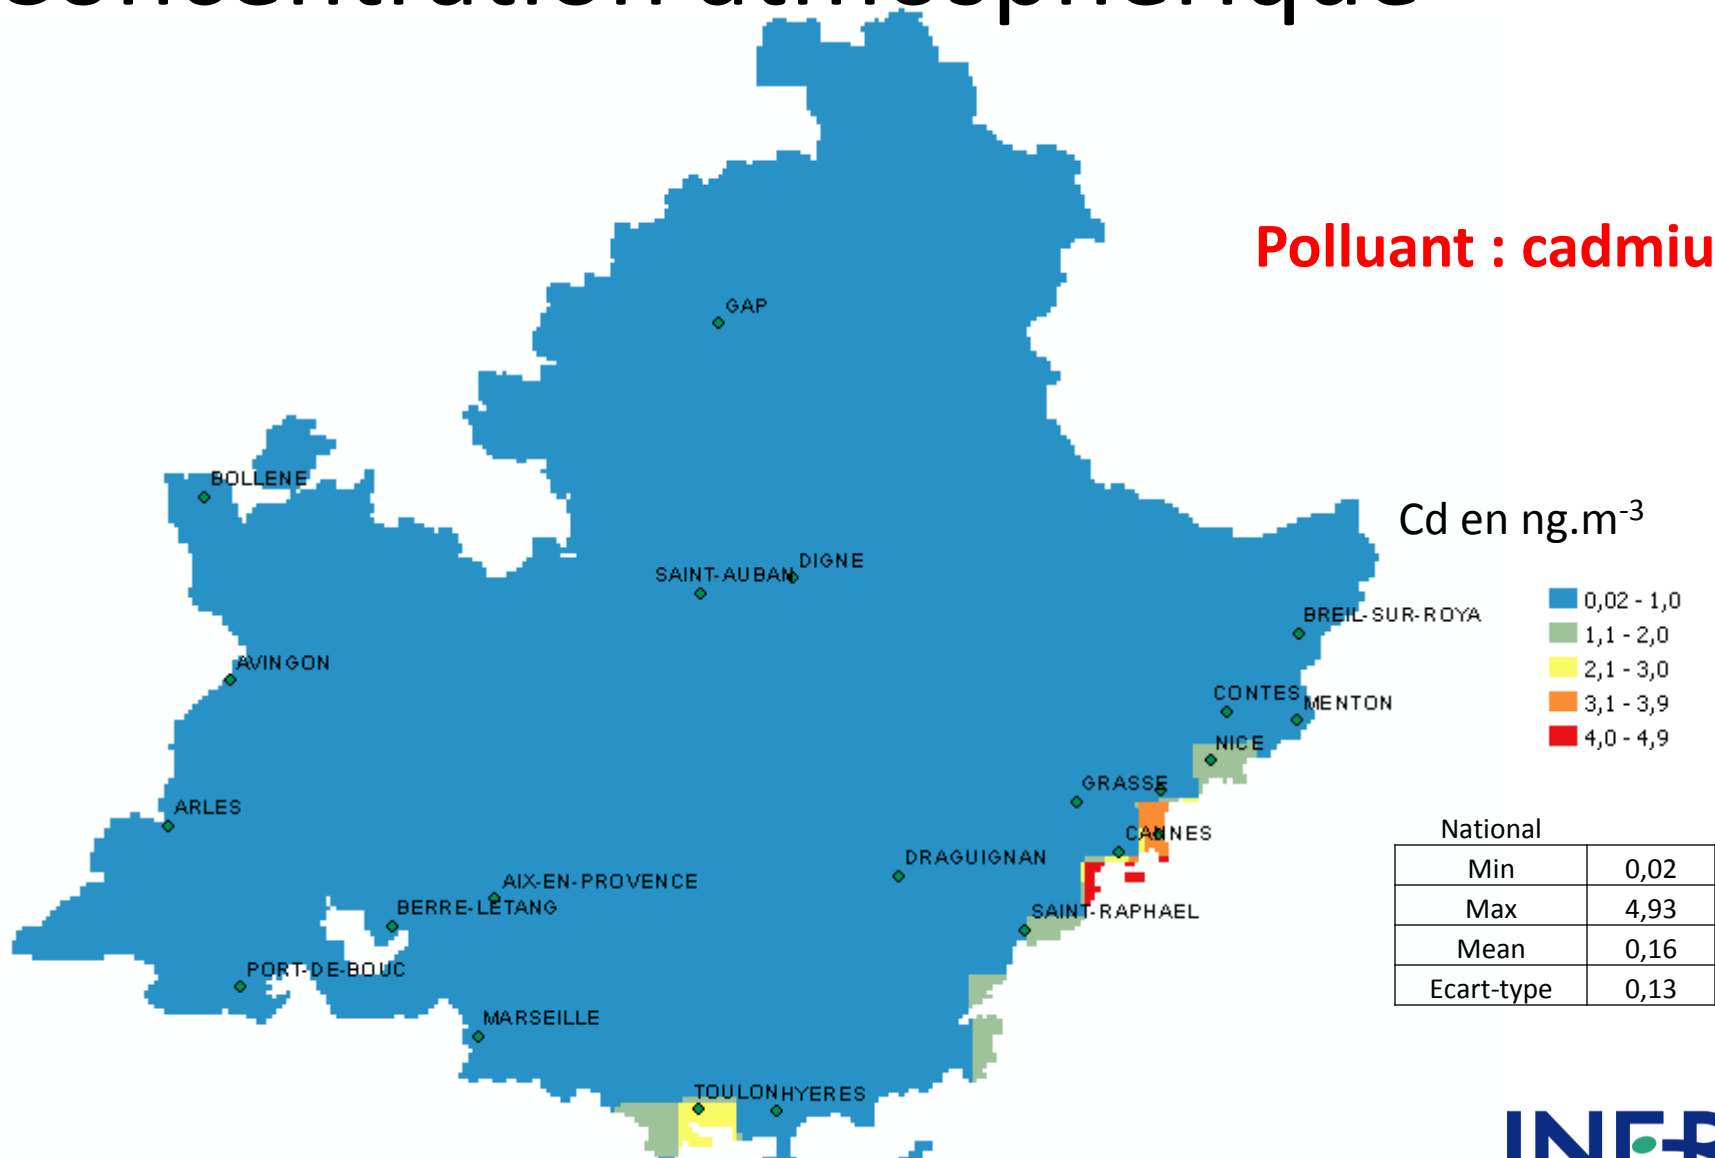 Concentration atmosphérique
Polluant : cadmiu
GAP
BOLLENE
Cd en ng.m-3
DIGNE
SAINT-AUBAN
0,02 - 1,0
BREIL-SUR-ROYA
1,1 - 2,0
AVINGON
2,1 - 3,0
CONTES
MENTON
3,1 - 3,9
NICE
4,0 - 4,9
GRASSE
ARLES
National
CANNES
DRAGUIGNAN
Min 0,02
AIX-EN-PROVENCE
BERRE-LETANG
SAINT-RAPHAEL
Max 4,93
Mean 0,16
PORT-DE-BOUC
Ecart-type 0,13
MARSEILLE
TOULON
HYERES